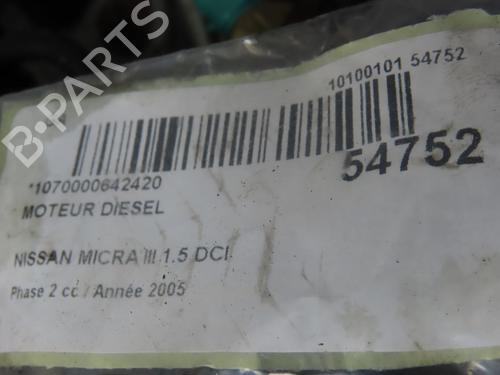 10100101 54752
B-PARTS
54752
*1070000642420
MOTEUR DIESEL
NISSAN MICRA III 1.5 DCI
Phase 2 cc / Année 2005